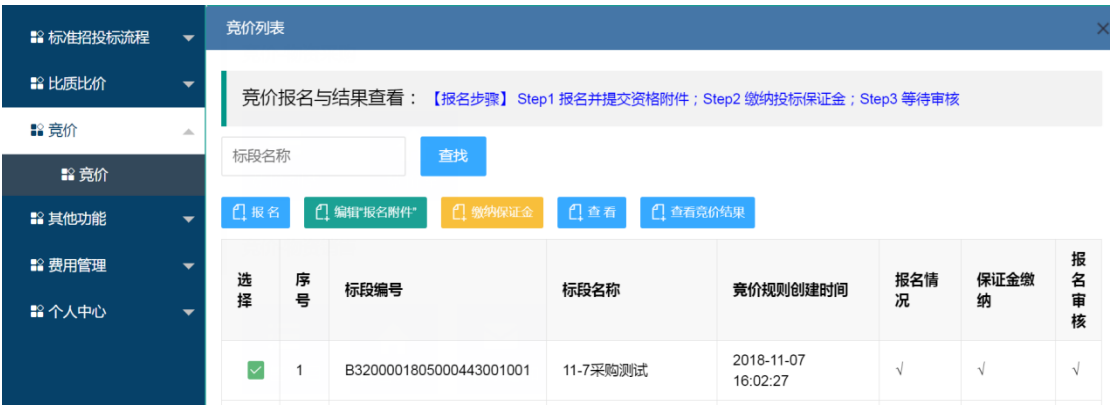 标准招投标流程
比质比价
竞价
竞价
其他功能
费用管理
个人中心
竞价列表
竞价报名与结果查看：【报名步骤】 Step1 报名并提交资格附件；Step2 缴纳投标保证金；Step3 等待审核
标段名称
查找
报 名
编辑"报名附件"
缴纳保证金
查 看
查看竞价结果
选择
序号
标段编号
标段名称
竞价规则创建时间
报名情况
保证金缴纳
报名审核
1
B3200001805000443001001
11-7采购测试
2018-11-07
16:02:27
√
√
√